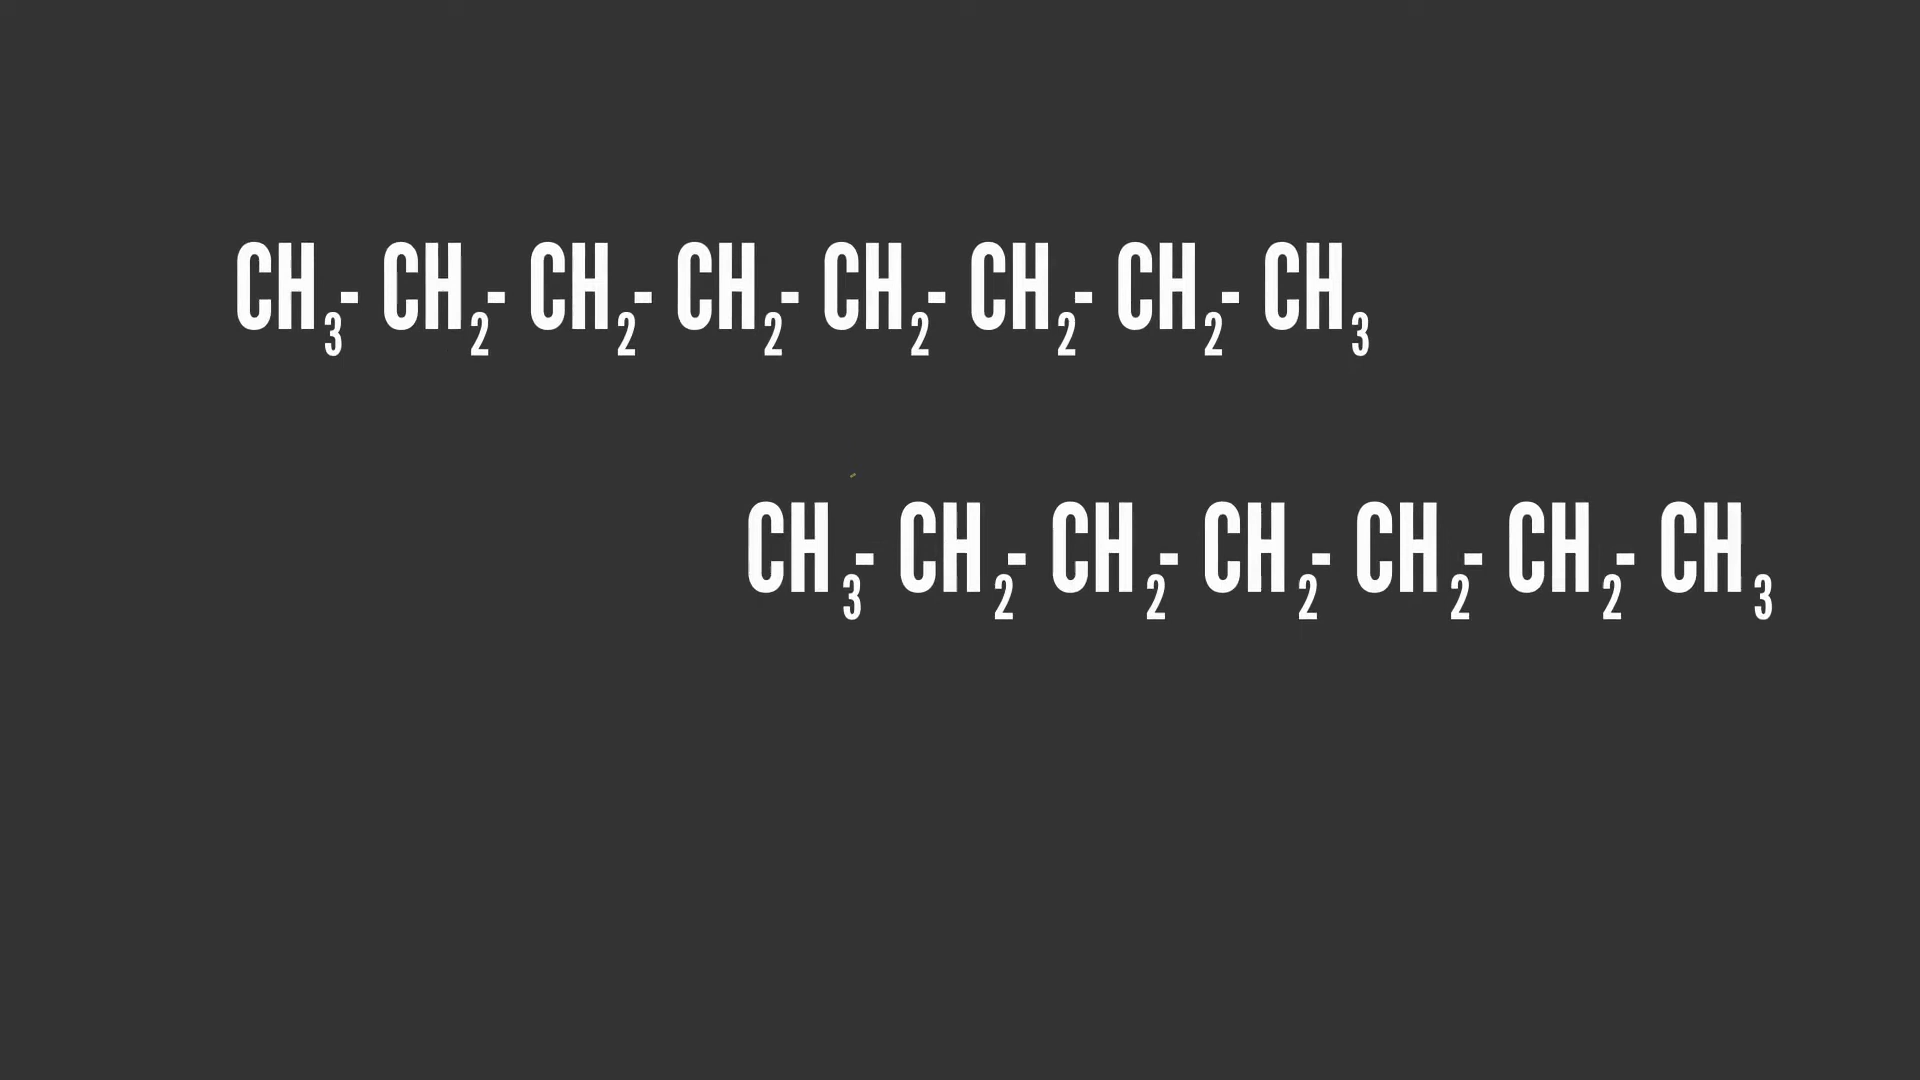 CH₃- CH₂- CH₂- CH₂- CH₂- CH₂- CH₂- CH₃
CH₃- CH₂- CH₂- CH₂- CH₂- CH₂- CH₃